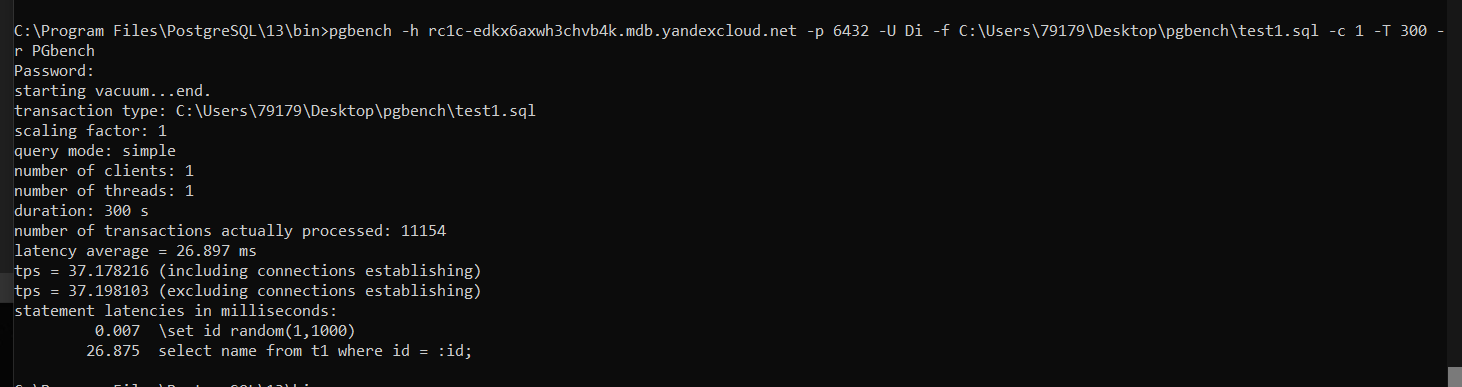 C:\Program Files\PostgreSQL\13\bin>pgbench -h rc1c-edkx6axwh3chvb4k.mdb.yandexcloud.net -p 6432 -U Di -f C:\Users\79179\Desktop\pgbench\test1.sql -c 1 -T 300 -
r PGbench
Password:
starting vacuum...end.
transaction type: C:\Users\79179\Desktop\pgbench\test1.sql
scaling factor: 1
query mode: simple
number of clients: 1
number of threads: 1
duration: 300 s
number of transactions actually processed: 11154
latency average = 26.897 ms
tps = 37.178216 (including connections establishing)
tps = 37.198103 (excluding connections establishing)
statement latencies in milliseconds:
0.007  \set id random(1,1000)
26.875  select name from t1 where id = :id;